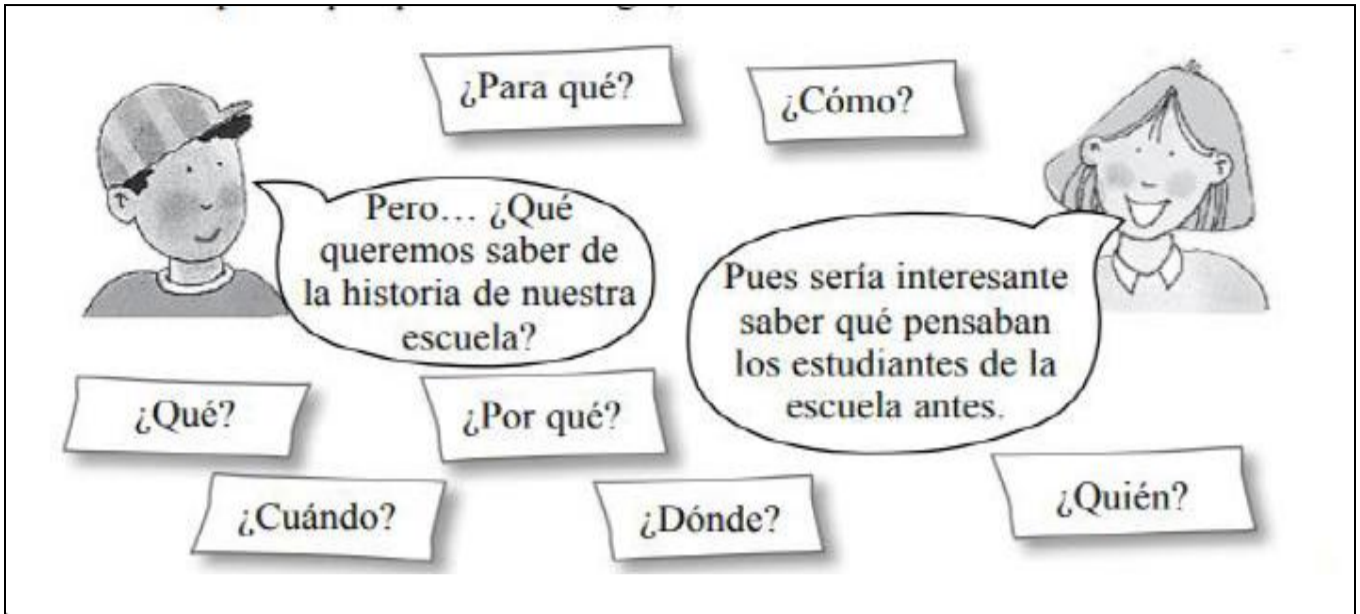 ¿Para qué?
¿Cómo?
Pero... ¿Qué
queremos saber de
la historia de nuestra
escuela?
Pues sería interesante
saber qué pensaban
los estudiantes de la
escuela antes.
¿Qué?
¿Por qué?
¿Cuándo?
¿Dónde?
¿Quién?